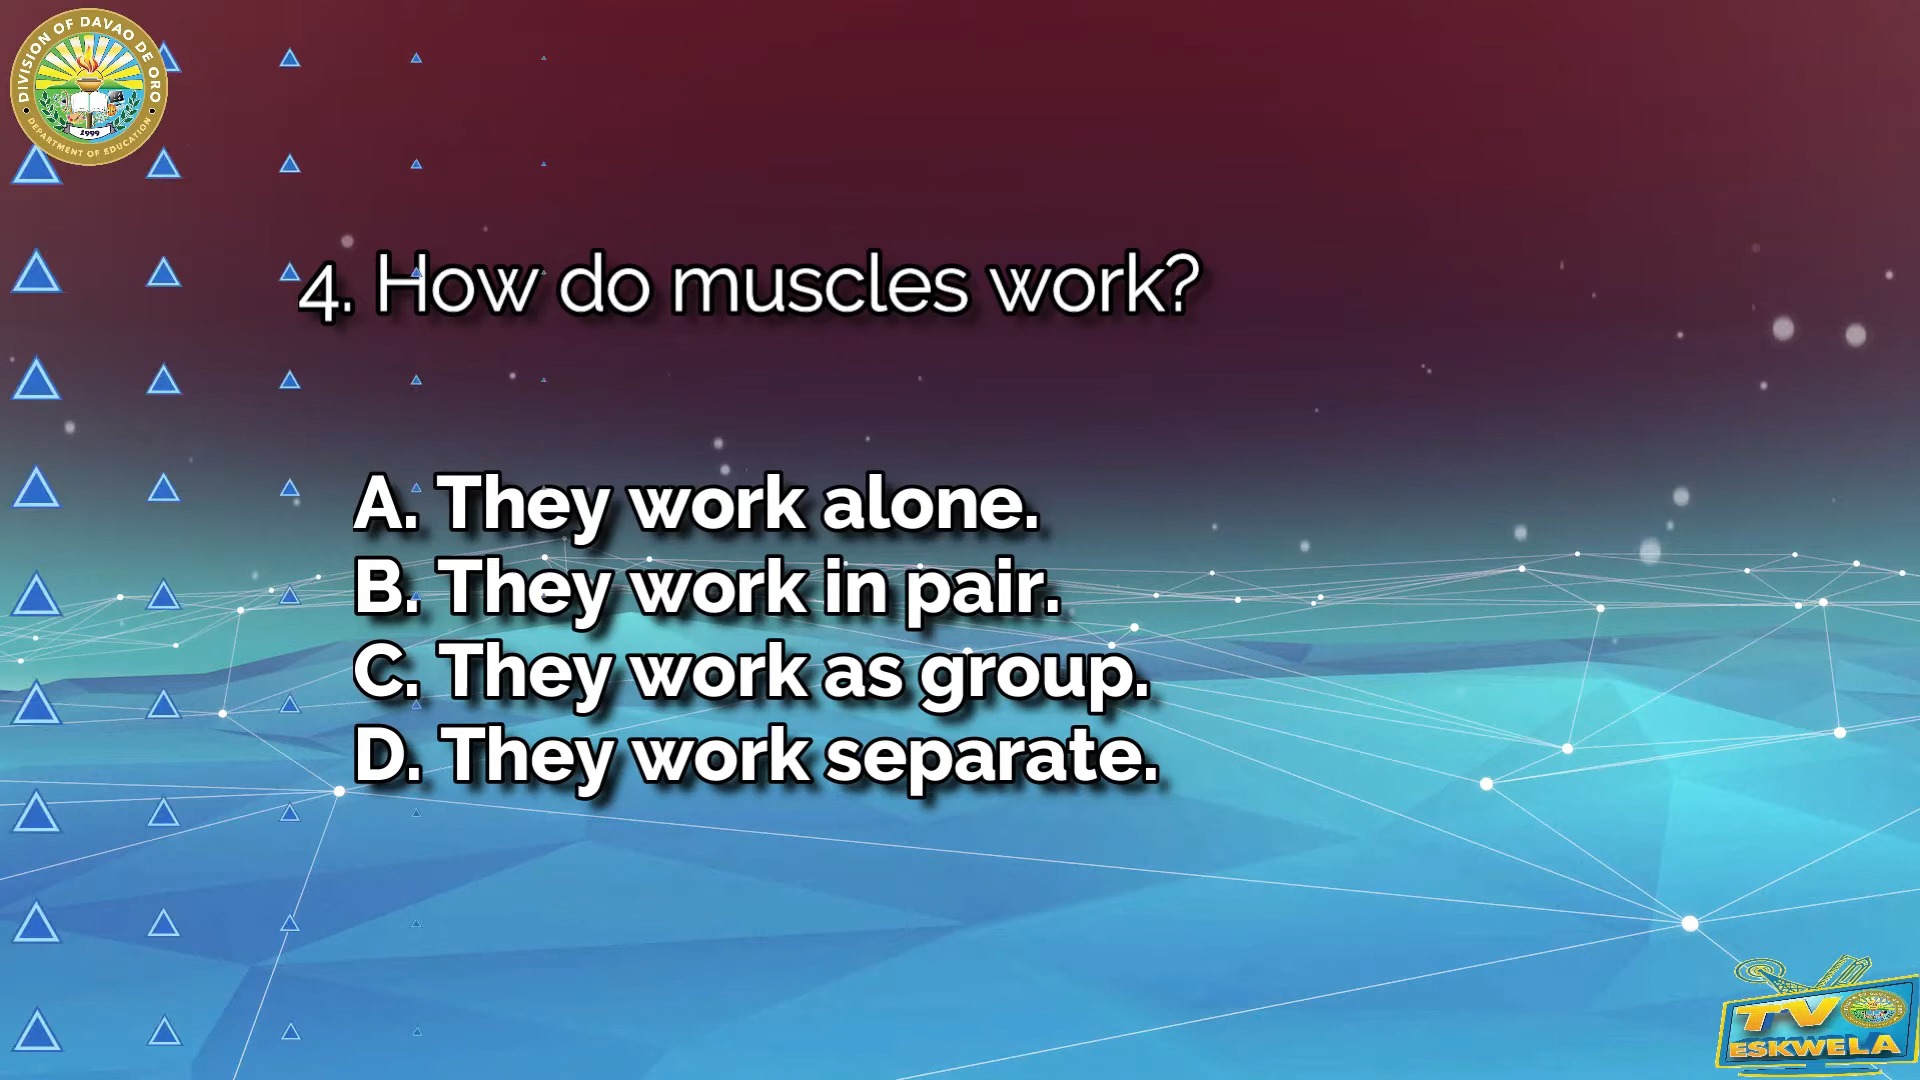 DIVISION OF DAVAO DE ORO
DEPARTMENT OF EDUCATION
1999
4. How do muscles work?
A. They work alone.
B. They work in pair.
C. They work as group.
D. They work separate.
TV
ESKWELA